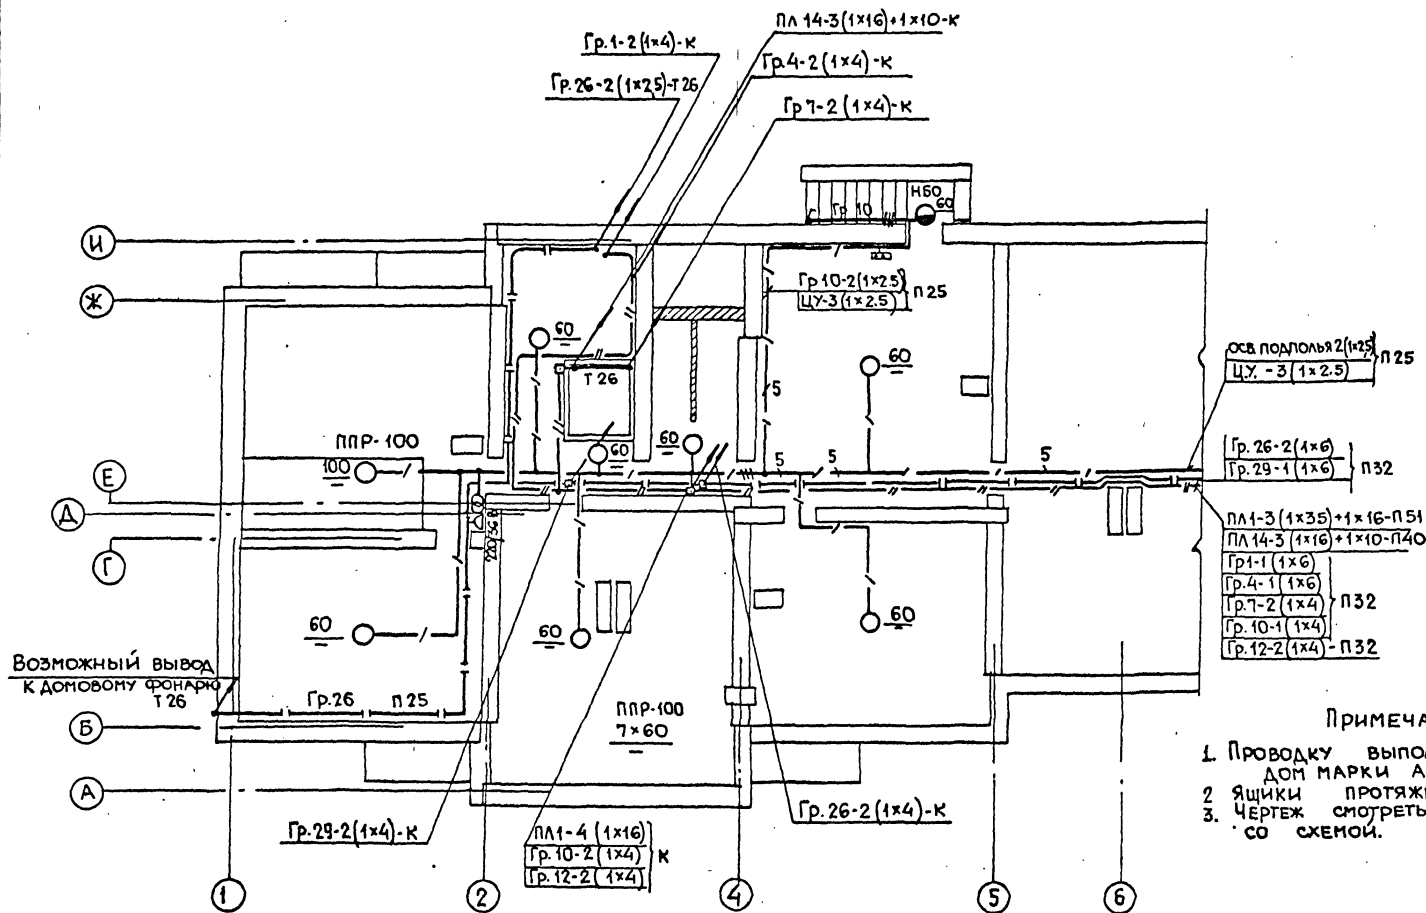 ПЛ 14-3(1×16)+1×10-К
Гр.1-2(1×4)-К
Гр.4-2(1×4)-К
Гр.26-2(1×25)-Т26
Гр7-2(1×4)-К
НБО
60
Гр 10
И
Ж
Гр 10-2(1×2.5)
ЦУ-3(1×2.5)
П25
60
60
Т 26
5
ОСВ. ПОДПОЛЬЯ 2(1×25)
Ц.У. -3(1×2.5)
П25
ППР-100
100
60
60
5
5
5
Гр.26-2(1×6)
Гр.29-1(1×6)
П32
Е
Д
Г
ПЛ1-3(1×35)+1×16-П51
ПЛ14-3(1×16)+1×10-П40
Гр1-1(1×6)
Гр.4-1(1×6)
Гр.7-2(1×4)
Гр.10-1(1×4)
П32
Гр.12-2(1×4)-П32
60
60
60
ВОЗМОЖНЫЙ ВЫВОД
К ДОМОВОМУ ФОНАРЮ
Т 26
Гр.26
П 25
ППР-100
7×60
Б
А
ПРИМЕЧА
1. ПРОВОДКУ ВЫПОЛ
ДОМ МАРКИ А
2 ЯЩИКИ ПРОТЯЖ
3. ЧЕРТЕЖ СМОТРЕТЬ
СО СХЕМОЙ.
Гр.29-2(1×4)-К
ПЛ1-4 (1×16)
Гр.10-2(1×4)
Гр.12-2(1×4)
К
Гр.26-2(1×4)-К
1
2
4
5
6